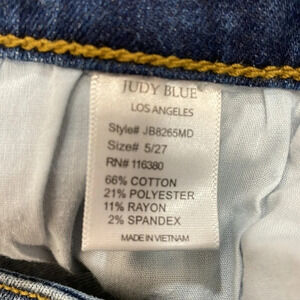 JUDY BLUE™
LOS ANGELES
Style# JB8265MD
Size# 5/27
RN# 116380
66% COTTON
21% POLYESTER
11% RAYON
2% SPANDEX
MADE IN VIETNAM